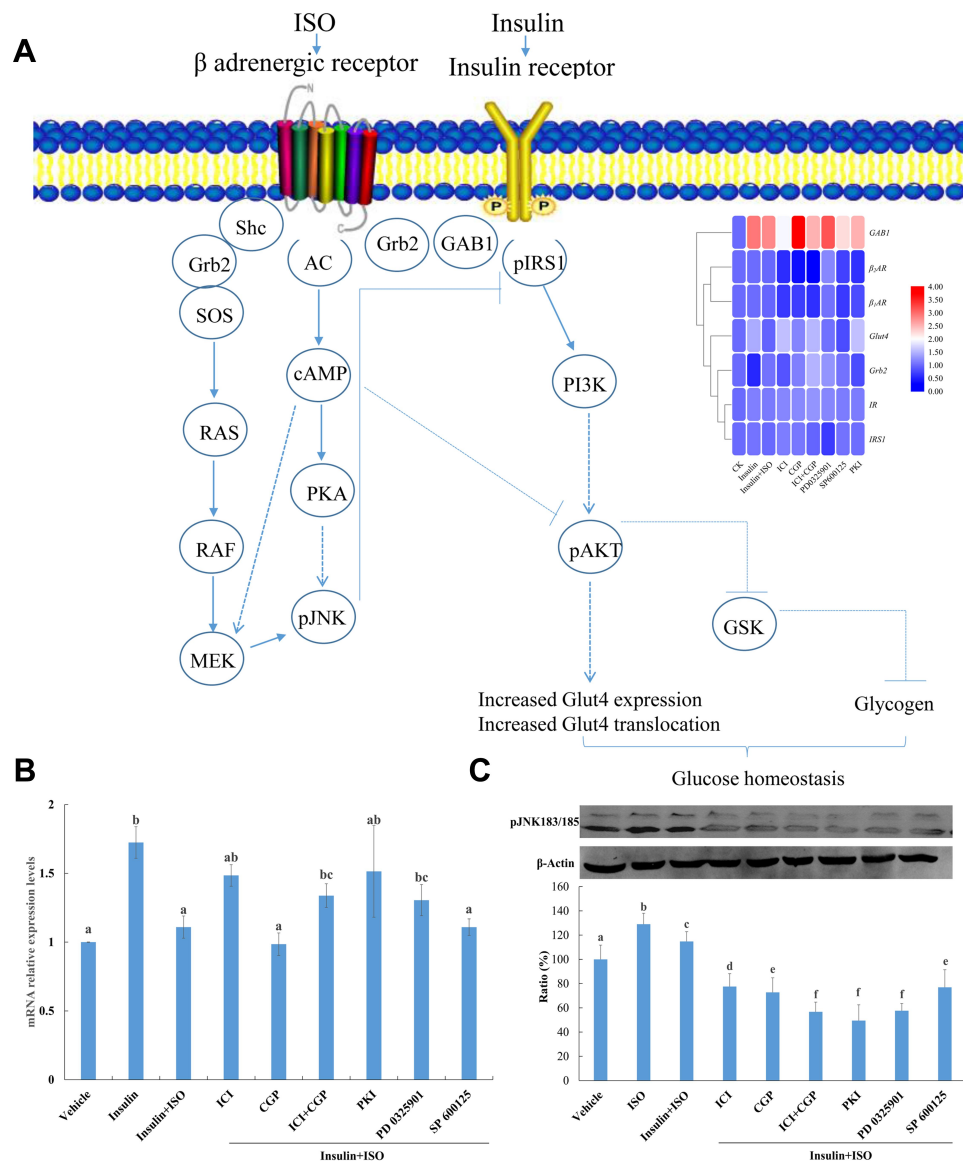 A
ISO
Insulin
β adrenergic receptor
Insulin receptor
N
C
P
P
Shc
Grb2
SOS
AC
Grb2
GAB1
pIRS1
cAMP
PI3K
RAS
PKA
RAF
pAKT
pJNK
GSK
MEK
Increased Glut4 expression
Increased Glut4 translocation
Glycogen
Glucose homeostasis
GAB1
β2AR
β1AR
Glut4
Grb2
IR
IRS1
4.00
3.50
3.00
2.50
2.00
1.50
1.00
0.50
0.00
CK
Insulin
Insulin+ISO
ICI
CGP
ICI+CGP
PD0325901
SP600125
PKI
B
mRNA relative expression levels
2
1.5
1
0.5
0
a
b
a
ab
a
bc
ab
bc
a
Vehicle
Insulin
Insulin+ISO
ICI
CGP
ICI+CGP
PKI
PD 0325901
SP 600125
Insulin+ISO
C
pJNK183/185
β-Actin
Ratio (%)
160
140
120
100
80
60
40
20
0
a
b
c
d
e
f
f
f
e
Vehicle
ISO
Insulin+ISO
ICI
CGP
ICI+CGP
PKI
PD 0325901
SP 600125
Insulin+ISO